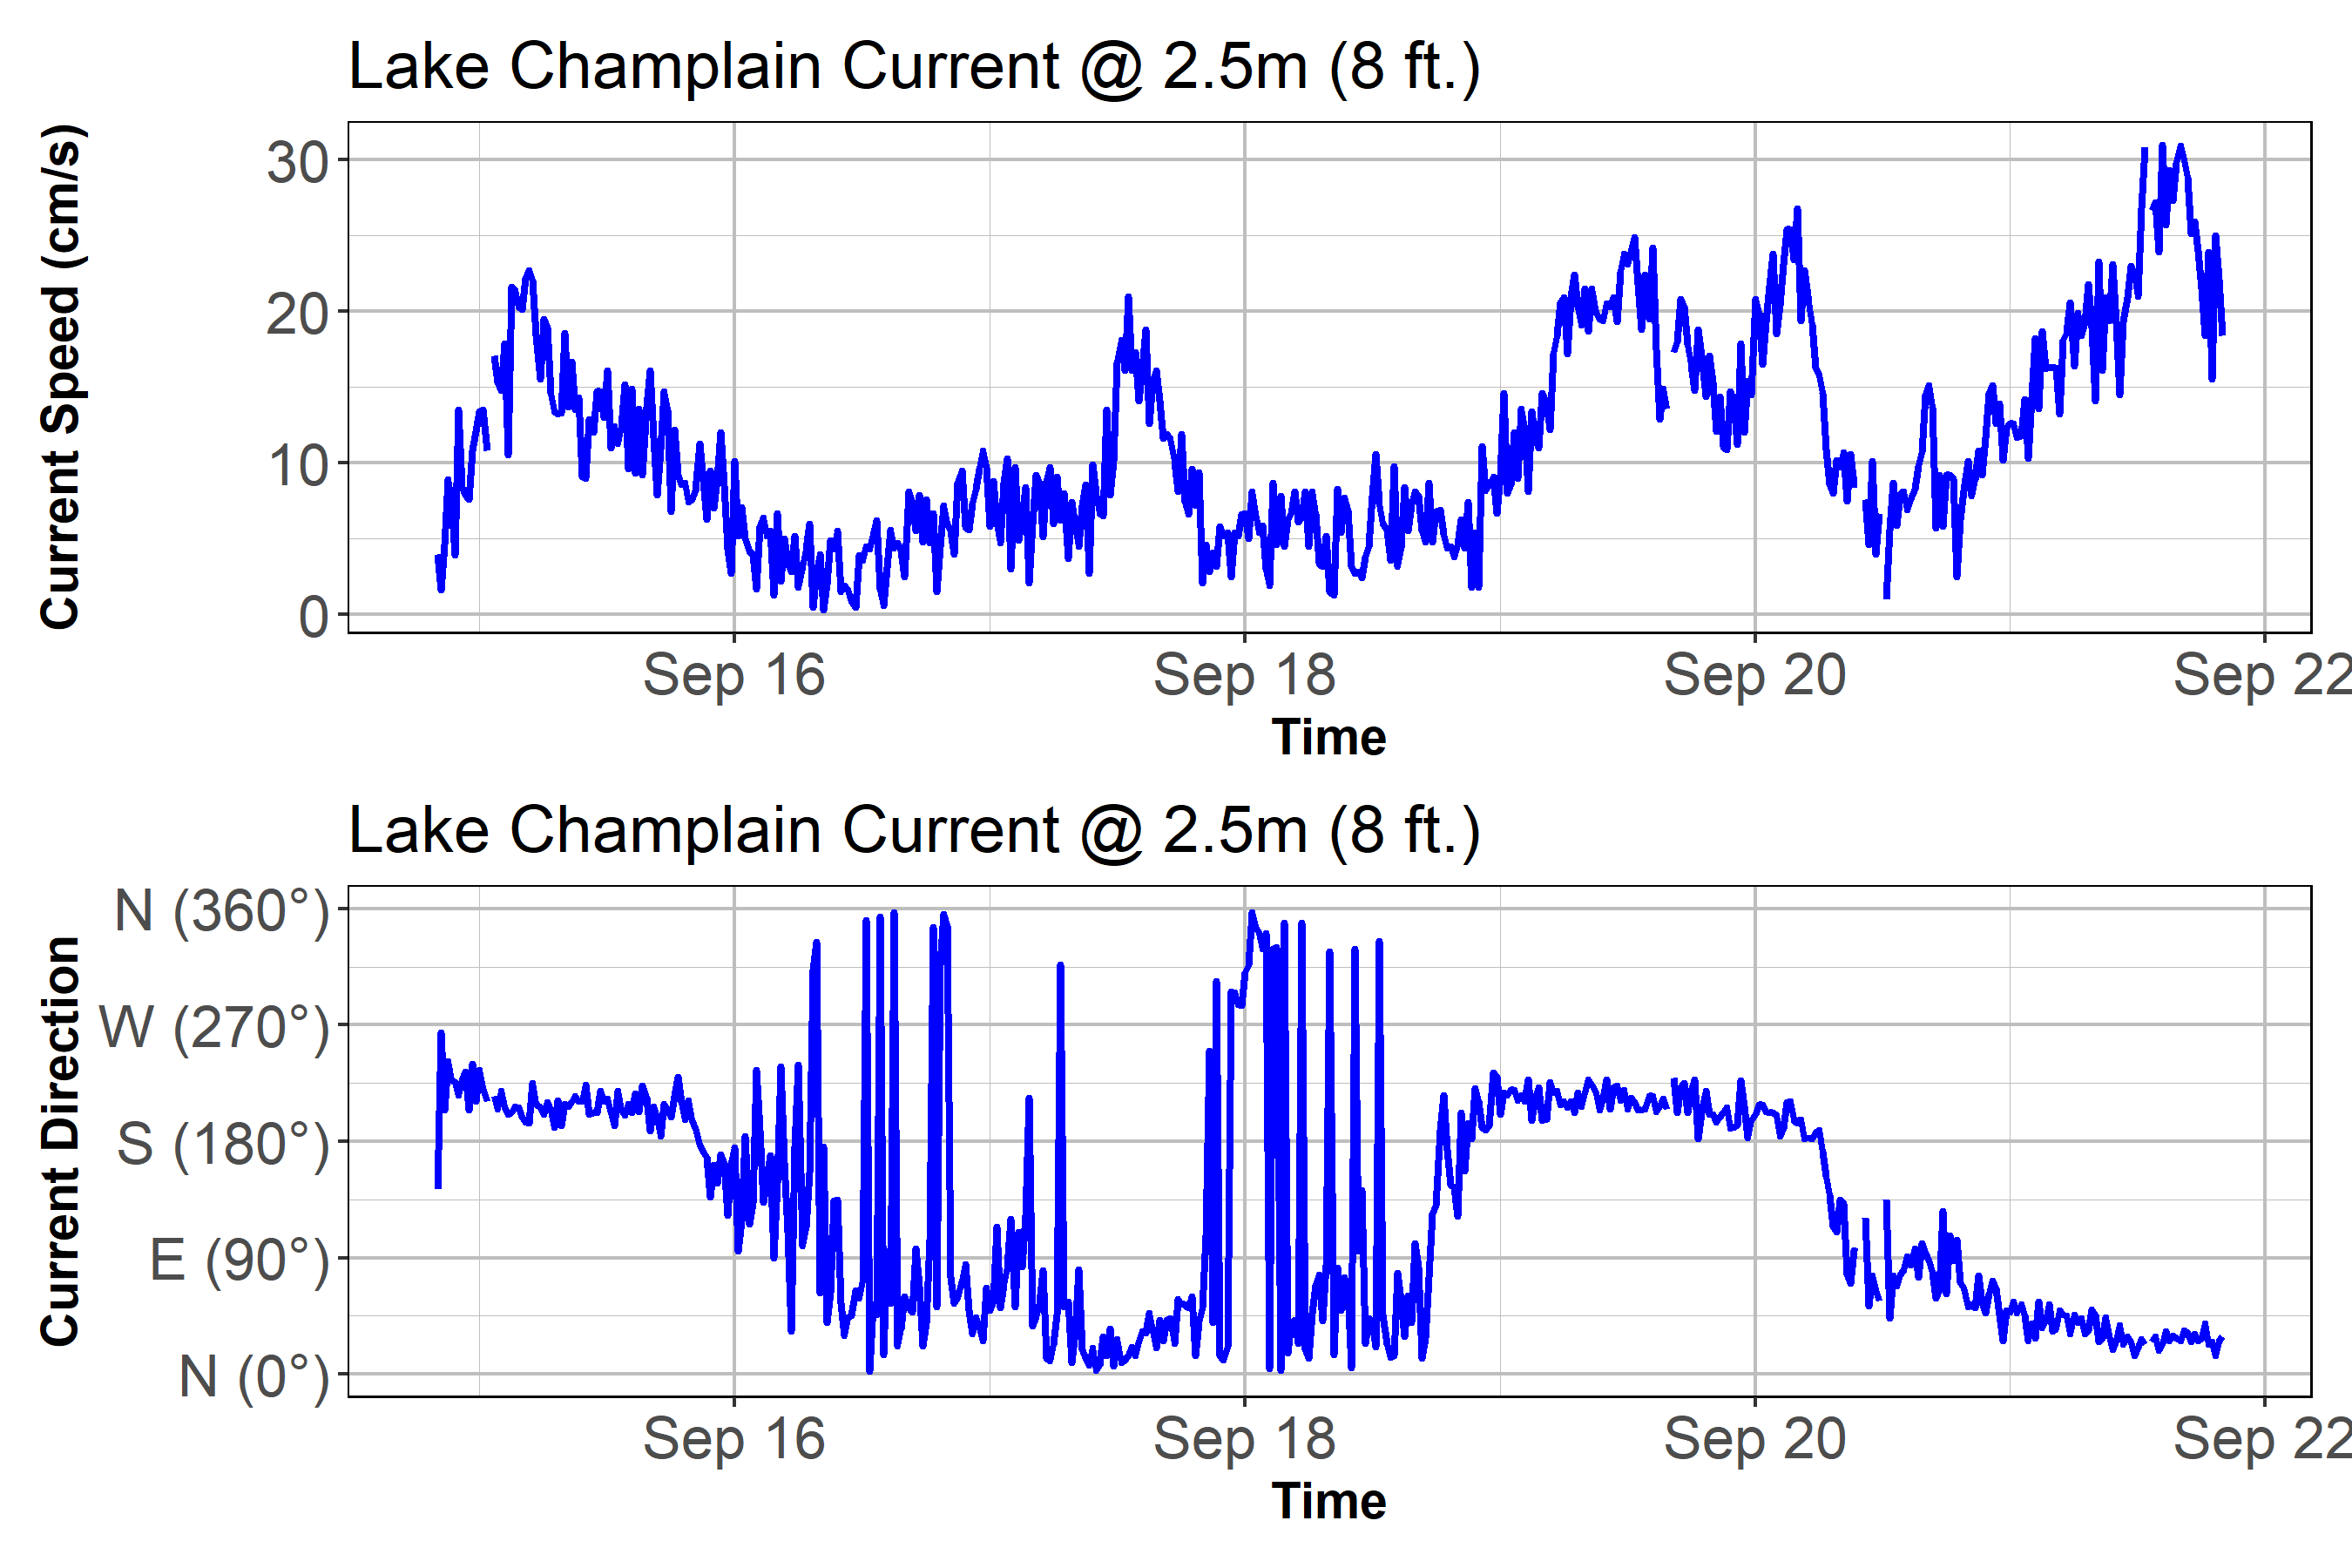 Lake Champlain Current @ 2.5m (8 ft.)
Current Speed (cm/s)
30
20
10
0
Sep 16 Sep 18 Sep 20 Sep 22
Time
Lake Champlain Current @ 2.5m (8 ft.)
Current Direction
N (360°)
W (270°)
S (180°)
E (90°)
N (0°)
Sep 16 Sep 18 Sep 20 Sep 22
Time